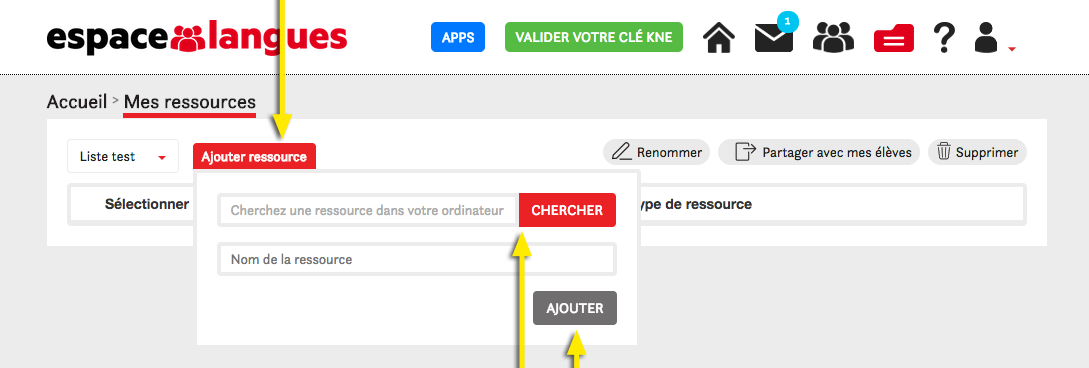 espace langues
APPS
VALIDER VOTRE CLÉ KNE
1
?
Accueil > Mes ressources
Liste test
Ajouter ressource
Renommer
Partager avec mes élèves
Supprimer
Sélectionner
ype de ressource
Cherchez une ressource dans votre ordinateur
CHERCHER
Nom de la ressource
AJOUTER